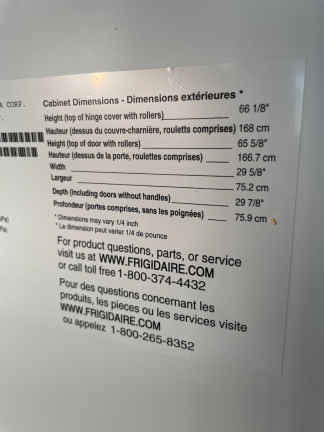 A CORP.
Cabinet Dimensions - Dimensions extérieures *
Height (top of hinge cover with rollers) 66 1/8"
Hauteur (dessus du couvre-charnière, roulettes comprises) 168 cm
Height (top of door with rollers) 65 5/8"
Hauteur (dessus de la porte, roulettes comprises) 166.7 cm
Width 29 5/8"
Largeur 75.2 cm
Depth (including doors without handles) 29 7/8"
Profondeur (portes comprises, sans les poignées) 75.9 cm
* Dimensions may vary 1/4 inch
* Le dimension peut varier 1/4 de pouce
For product questions, parts, or service
visit us at WWW.FRIGIDAIRE.COM
or call toll free 1-800-374-4432
Pour des questions concernant les
produits, les pieces ou les services visite
WWW.FRIGIDAIRE.COM
ou appelez 1-800-265-8352